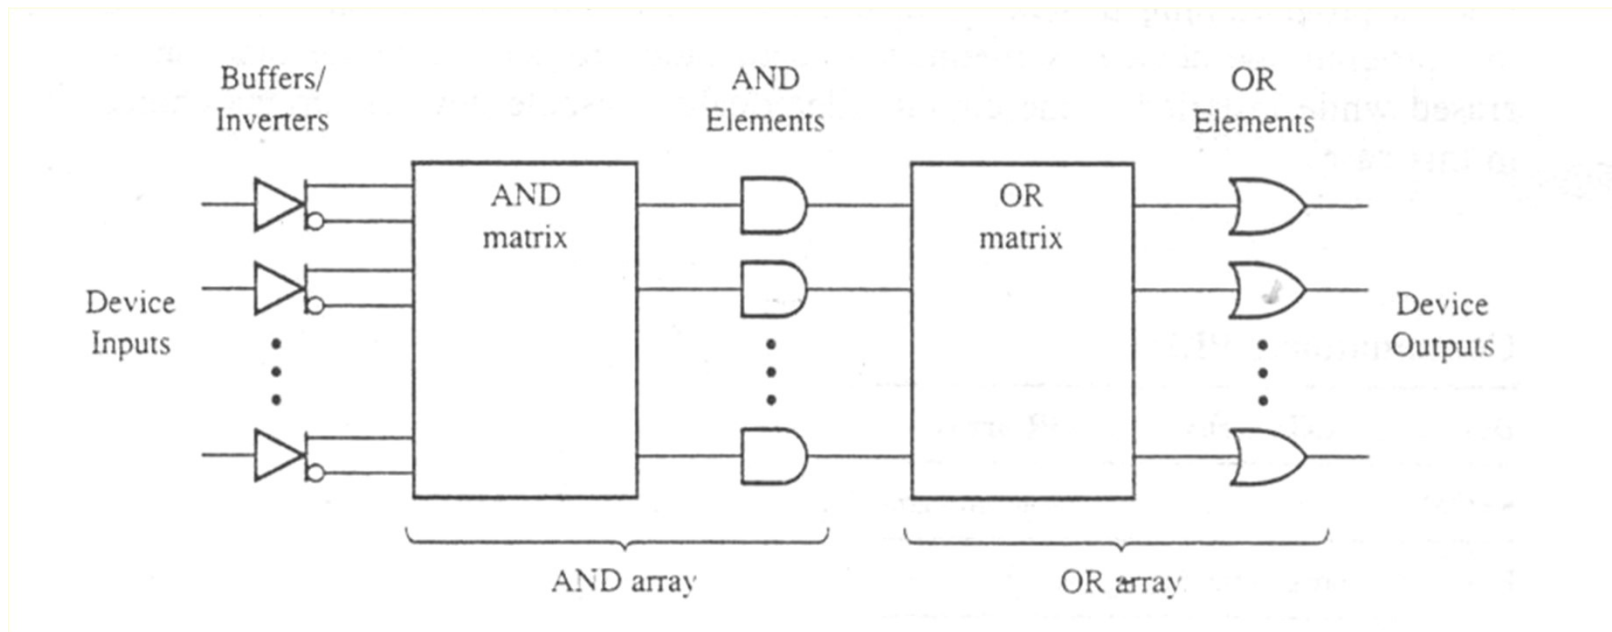 Buffers/
Inverters
AND
Elements
OR
Elements
AND
matrix
OR
matrix
Device
Inputs
Device
Outputs
AND array
OR array